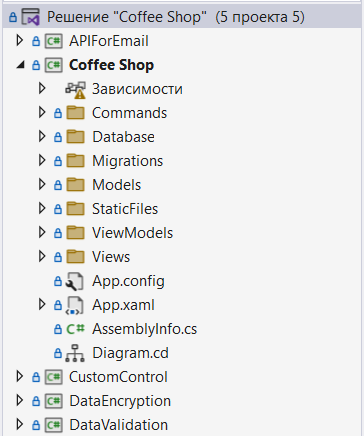 Решение "Coffee Shop" (5 проекта 5)
C# APIForEmail
C# Coffee Shop
Зависимости
Commands
Database
Migrations
Models
StaticFiles
ViewModels
Views
App.config
App.xaml
C# AssemblyInfo.cs
Diagram.cd
C# CustomControl
C# DataEncryption
C# DataValidation